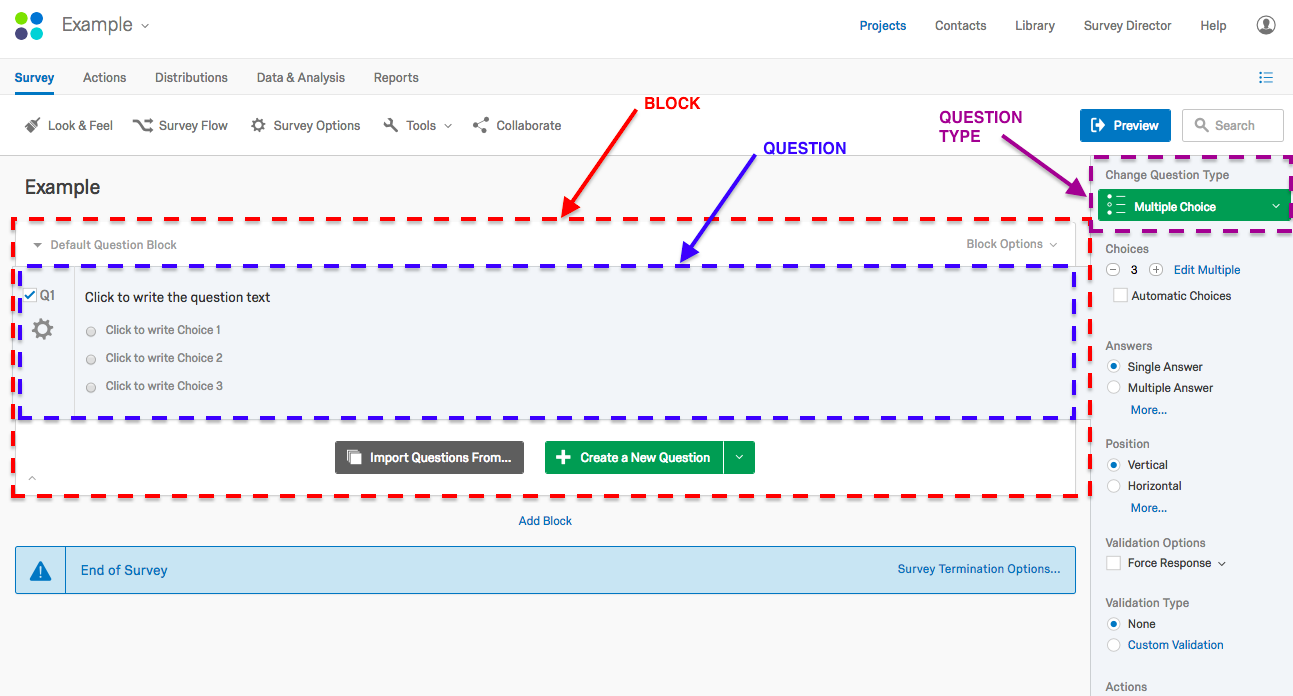 Example
Projects
Contacts
Library
Survey Director
Help
Survey
Actions
Distributions
Data & Analysis
Reports
BLOCK
Look & Feel
Survey Flow
Survey Options
Tools
Collaborate
QUESTION
TYPE
Preview
Search
QUESTION
Example
Change Question Type
Multiple Choice
Default Question Block
Block Options
Q1
Click to write the question text
Click to write Choice 1
Click to write Choice 2
Click to write Choice 3
Import Questions From...
Create a New Question
Add Block
End of Survey
Survey Termination Options...
Choices
3
Edit Multiple
Automatic Choices
Answers
Single Answer
Multiple Answer
More...
Position
Vertical
Horizontal
More...
Validation Options
Force Response
Validation Type
None
Custom Validation
Actions